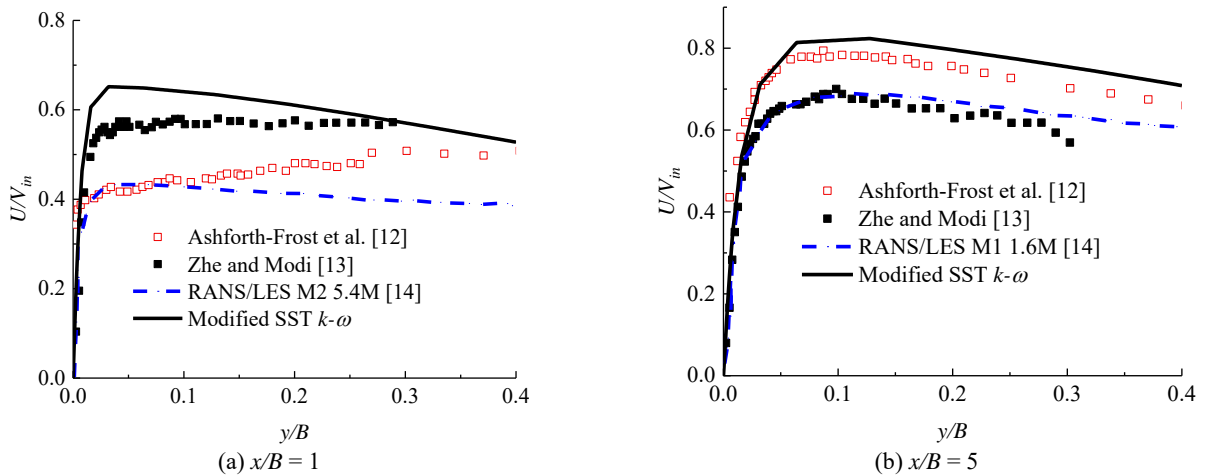 0.8
0.6
0.4
0.2
0.0
U/Vin
Ashforth-Frost et al. [12]
Zhe and Modi [13]
RANS/LES M2 5.4M [14]
Modified SST k-ω
0.0 0.1 0.2 0.3 0.4
y/B
(a) x/B = 1
0.8
0.6
0.4
0.2
0.0
U/Vin
Ashforth-Frost et al. [12]
Zhe and Modi [13]
RANS/LES M1 1.6M [14]
Modified SST k-ω
0.0 0.1 0.2 0.3 0.4
y/B
(b) x/B = 5